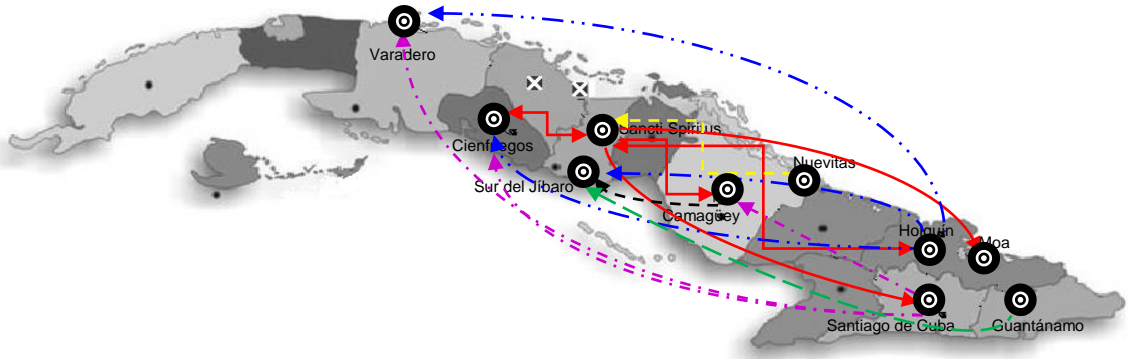 Varadero
Sancti Spíritus
Cienfuegos
Nuevitas
Sur del Jíbaro
Camagüey
Holguín
Moa
Santiago de Cuba
Guantánamo